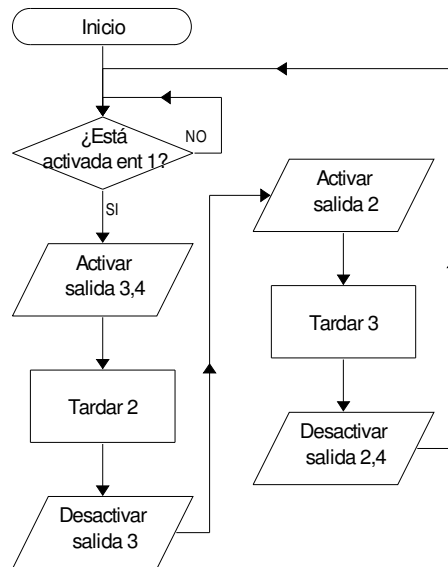 Inicio
¿Está
activada ent 1?
NO
SI
Activar
salida 3,4
Tardar 2
Desactivar
salida 3
Activar
salida 2
Tardar 3
Desactivar
salida 2,4